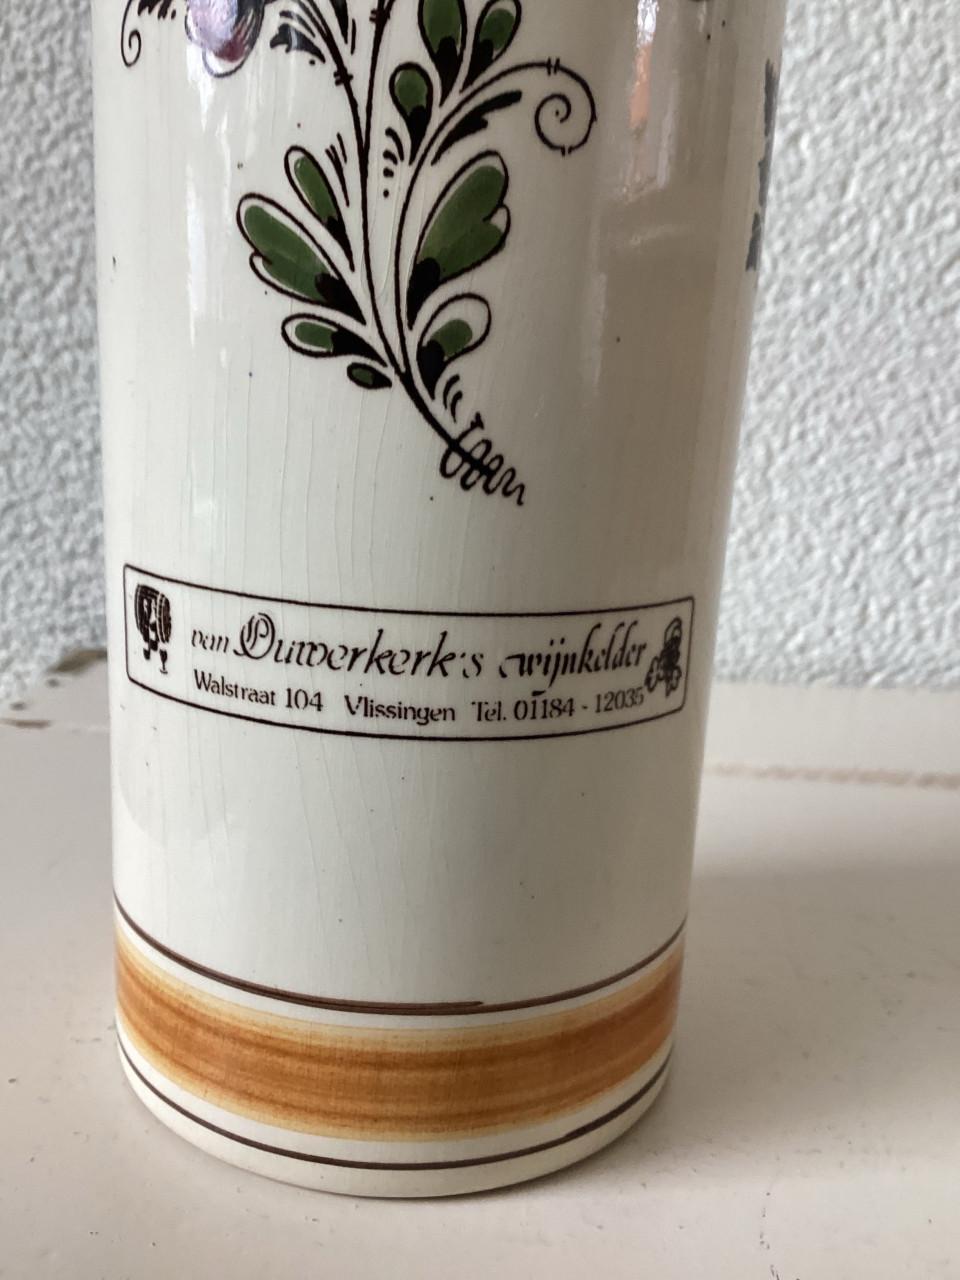 van Ouwerkerk's wijnkelder
Walstraat 104 Vlissingen Tel. 01184 - 12035